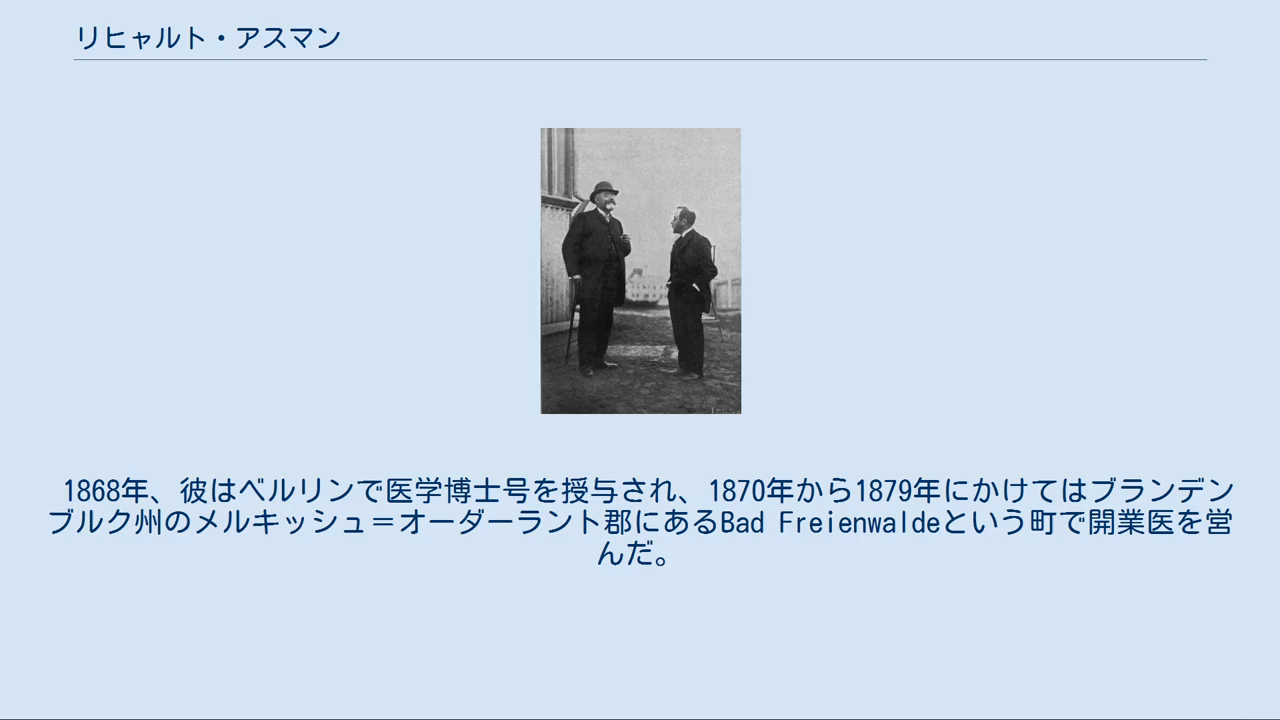 リヒャルト・アスマン
1868年、彼はベルリンで医学博士号を授与され、1870年から1879年にかけてはブランデン
ブルク州のメルキッシュ＝オーダーラント郡にあるBad Freienwaldeという町で開業医を営
んだ。